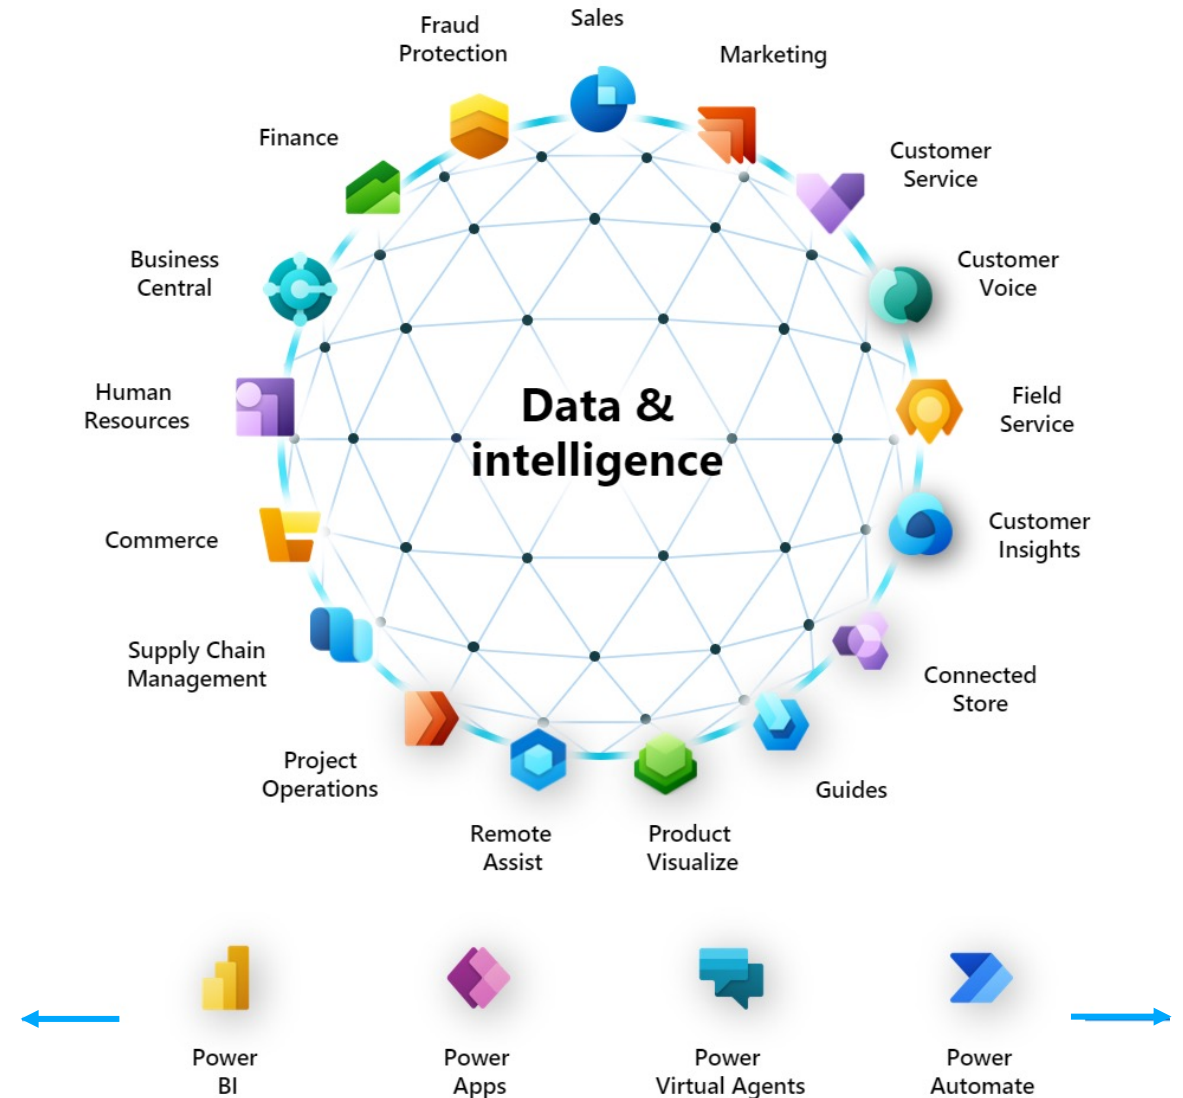 Sales
Fraud
Protection
Marketing
Finance
Customer
Service
Business
Central
Customer
Voice
Human
Resources
Data &
intelligence
Field
Service
Commerce
Customer
Insights
Supply Chain
Management
Connected
Store
Project
Operations
Guides
Remote
Assist
Product
Visualize
Power
BI
Power
Apps
Power
Virtual Agents
Power
Automate